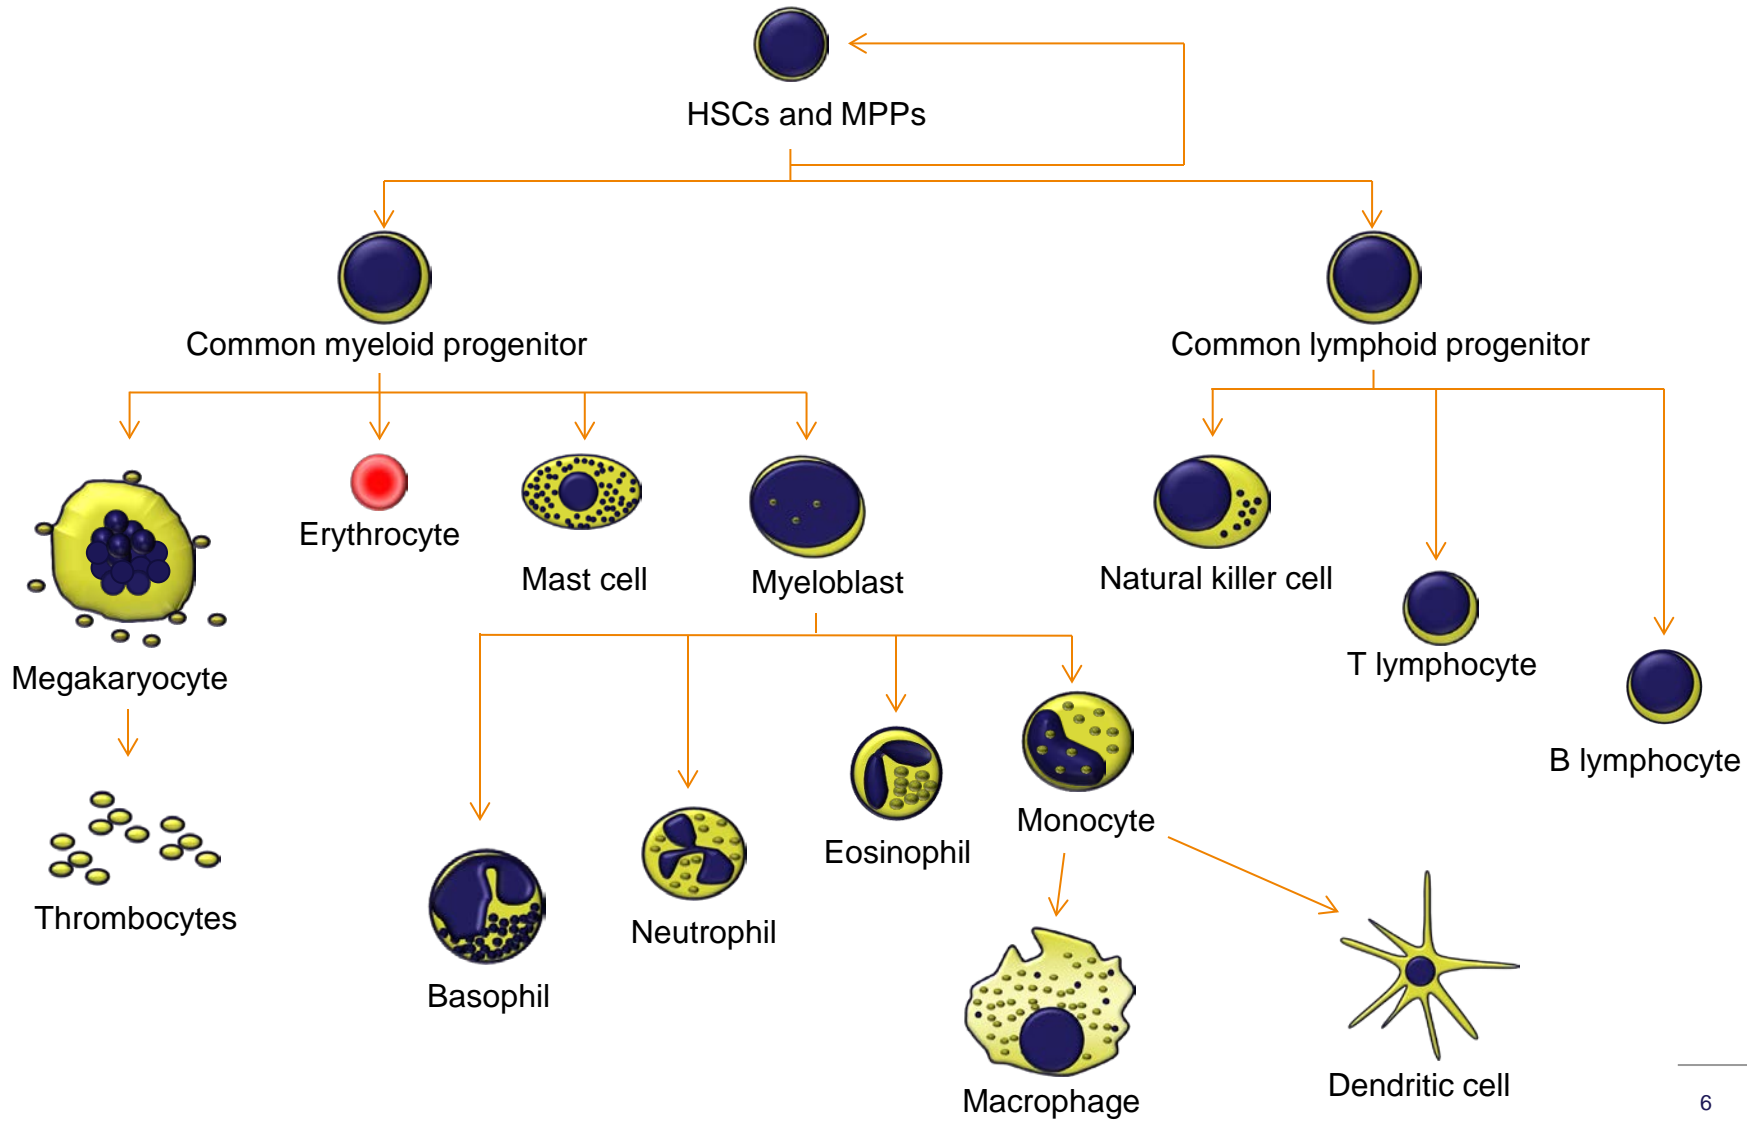 HSCs and MPPs
Common myeloid progenitor
Common lymphoid progenitor
Erythrocyte
Mast cell
Myeloblast
Natural killer cell
Megakaryocyte
T lymphocyte
B lymphocyte
Monocyte
Eosinophil
Thrombocytes
Neutrophil
Basophil
Macrophage
Dendritic cell
6